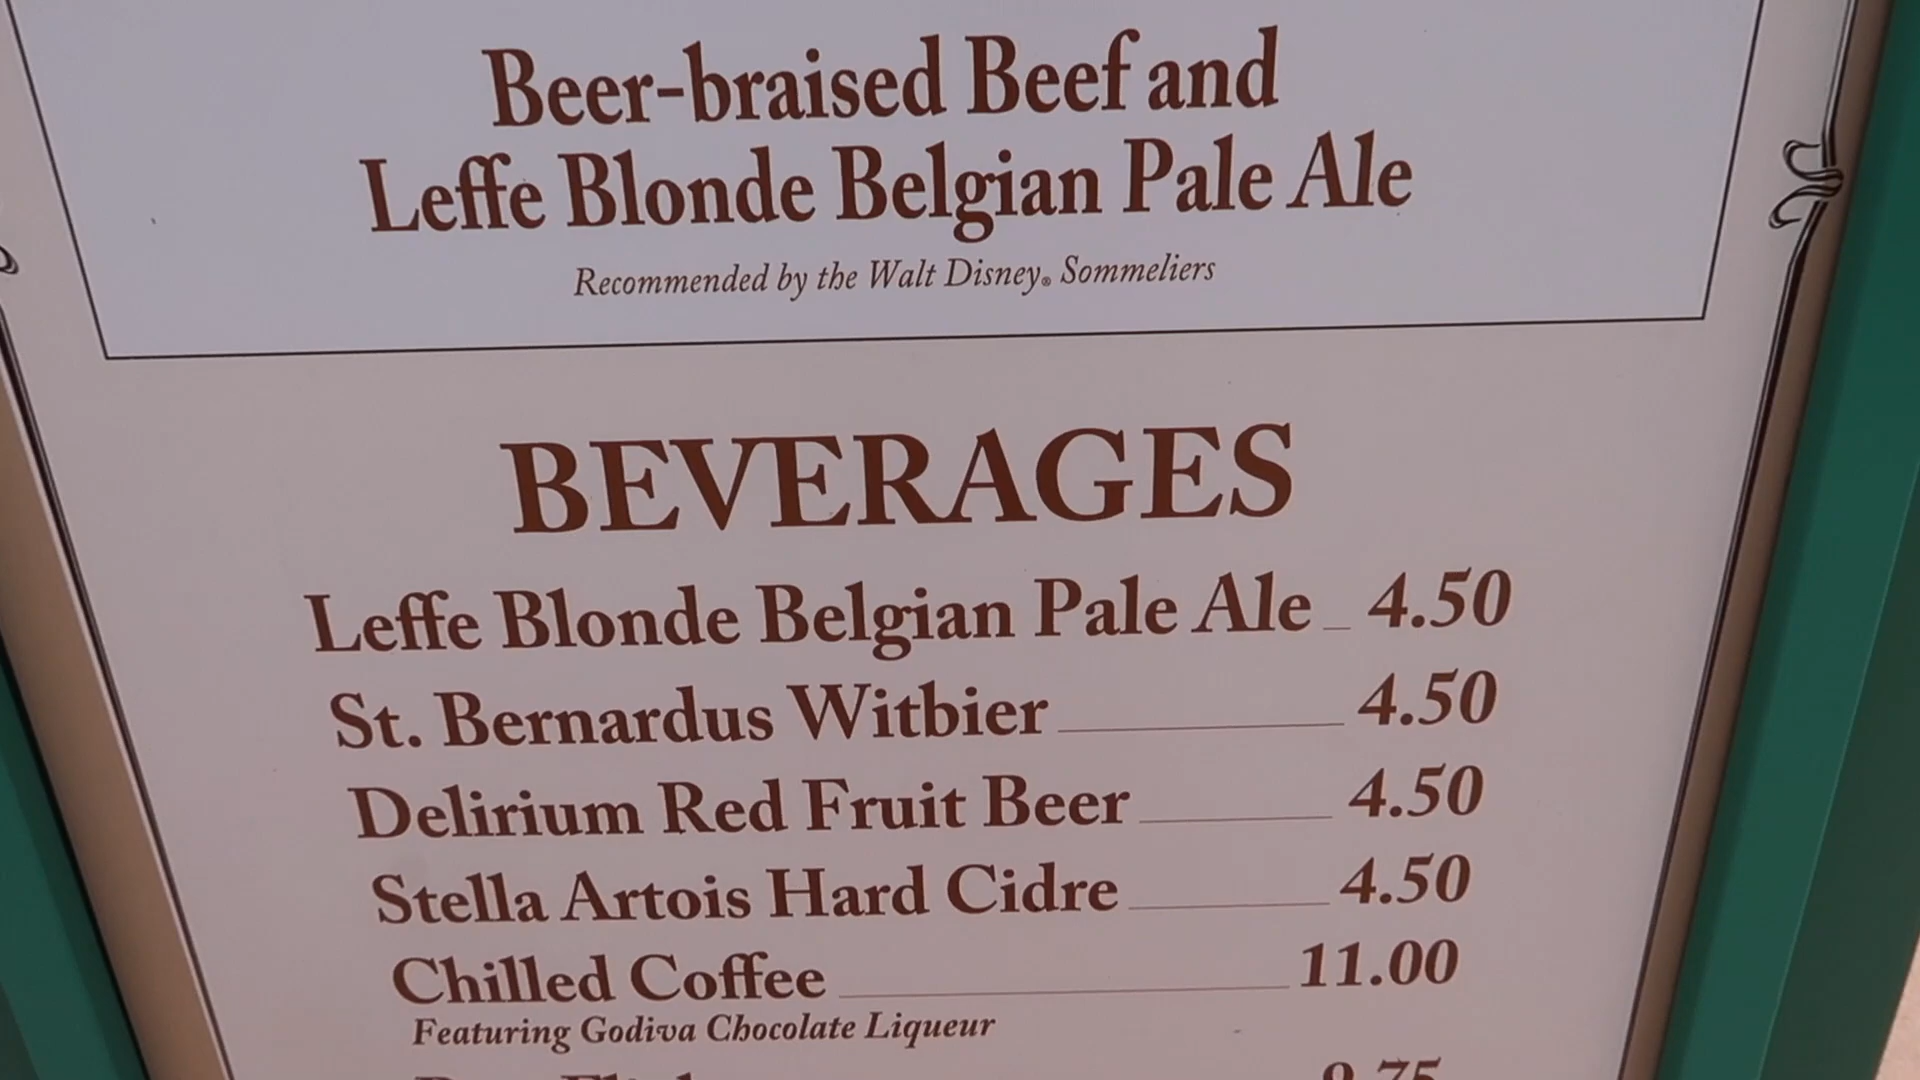 Beer-braised Beef and
Leffe Blonde Belgian Pale Ale
Recommended by the Walt Disney® Sommeliers
BEVERAGES
Leffe Blonde Belgian Pale Ale 4.50
St. Bernardus Witbier 4.50
Delirium Red Fruit Beer 4.50
Stella Artois Hard Cidre 4.50
Chilled Coffee 11.00
Featuring Godiva Chocolate Liqueur